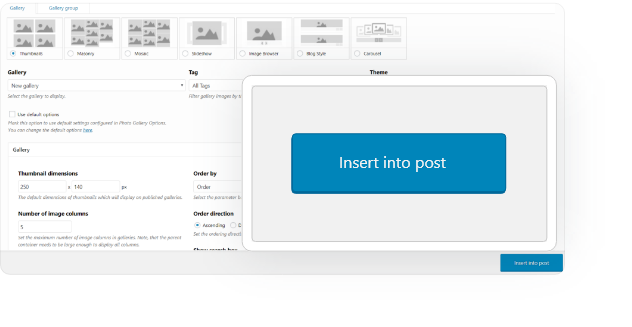 Gallery Gallery group
Thumbnails Masonry Mosaic Slideshow Image Browser Blog Style Carousel
Gallery Tag Theme
New gallery All Tags
Select the gallery to display. Filter gallery images by t
Use default options
Mark this option to use default settings configured in Photo Gallery Options.
You can change the default options here.
Gallery
Thumbnail dimensions Order by
250 x 140 px Order
The default dimensions of thumbnails which will display on published galleries. Select the parameter b
Number of image columns Order direction
5 Ascending
Set the maximum number of image columns in galleries. Note, that the parent Set the ordering directi
container needs to be large enough to display all columns.
Show search box
Insert into post
Insert into post